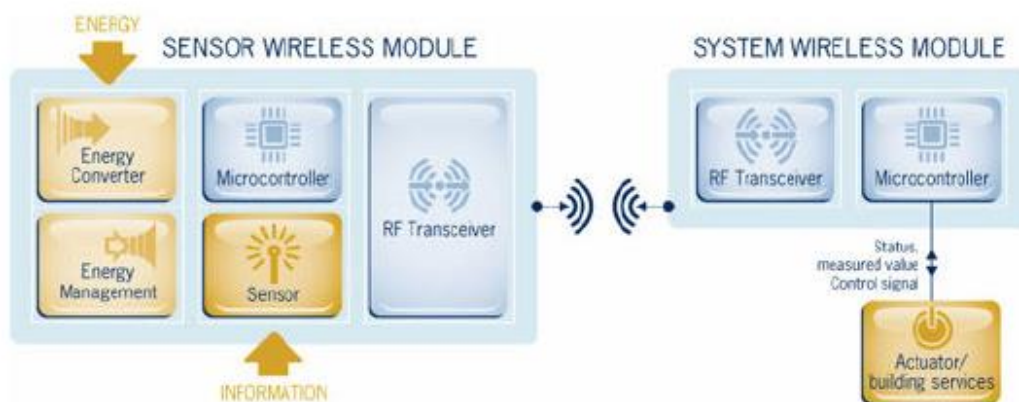 ENERGY
SENSOR WIRELESS MODULE
Energy
Converter
Microcontroller
RF Transceiver
Energy
Management
Sensor
INFORMATION
SYSTEM WIRELESS MODULE
RF Transceiver
Microcontroller
Status,
measured value
Control signal
Actuator/
building services